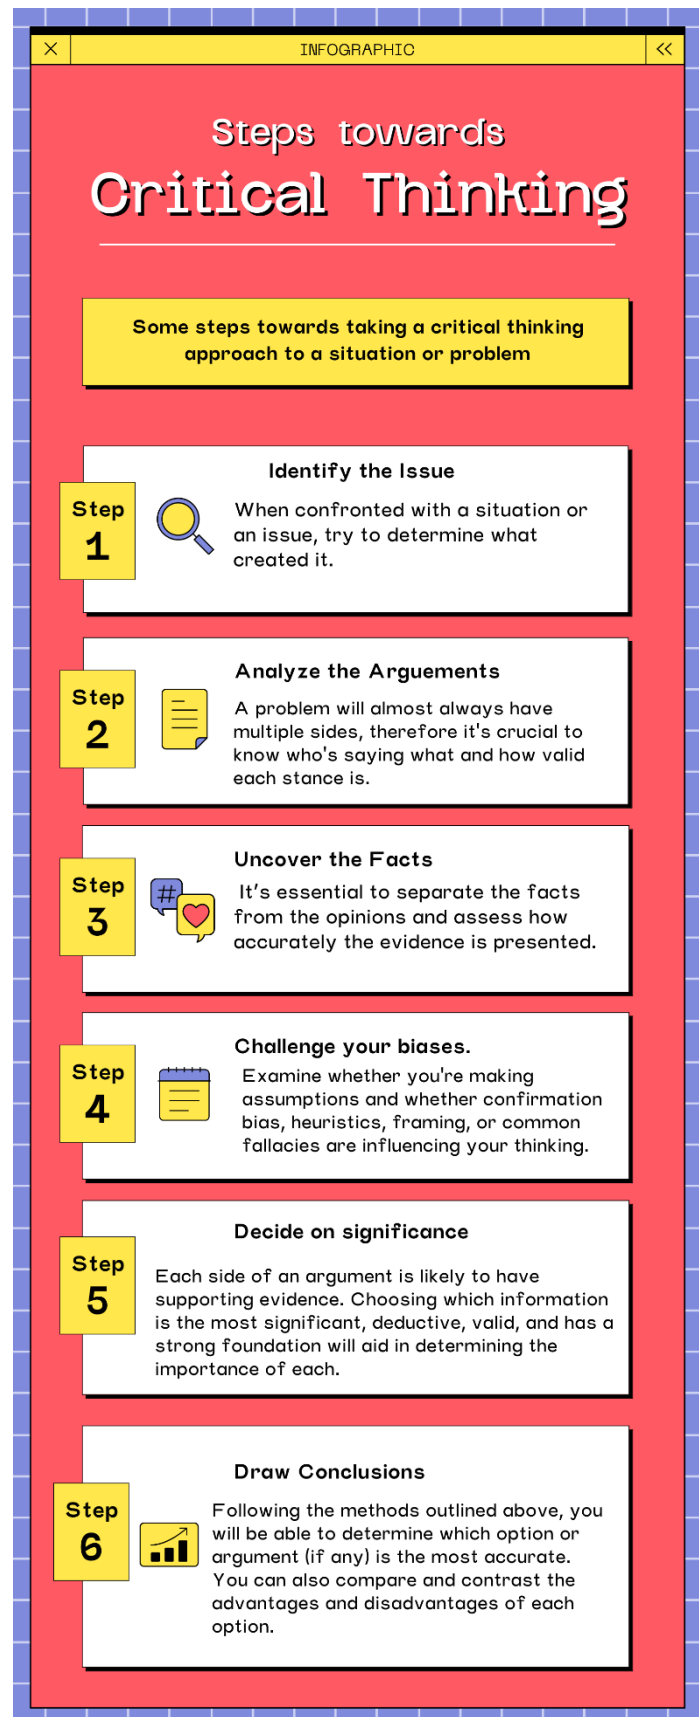 INFOGRAPHIC
Steps towards
Critical Thinking
Some steps towards taking a critical thinking
approach to a situation or problem
Step
1
Identify the Issue
When confronted with a situation or
an issue, try to determine what
created it.
Step
2
Analyze the Arguements
A problem will almost always have
multiple sides, therefore it's crucial to
know who's saying what and how valid
each stance is.
Step
3
Uncover the Facts
It's essential to separate the facts
from the opinions and assess how
accurately the evidence is presented.
#
Step
4
Challenge your biases.
Examine whether you're making
assumptions and whether confirmation
bias, heuristics, framing, or common
fallacies are influencing your thinking.
Step
5
Decide on significance
Each side of an argument is likely to have
supporting evidence. Choosing which information
is the most significant, deductive, valid, and has a
strong foundation will aid in determining the
importance of each.
Step
6
Draw Conclusions
Following the methods outlined above, you
will be able to determine which option or
argument (if any) is the most accurate.
You can also compare and contrast the
advantages and disadvantages of each
option.